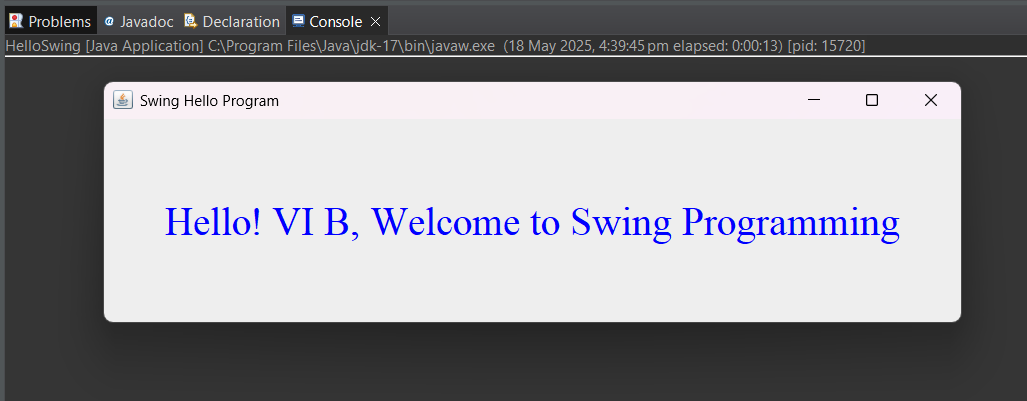 Problems @ Javadoc Declaration Console
HelloSwing [Java Application] C:\Program Files\Java\jdk-17\bin\javaw.exe (18 May 2025, 4:39:45 pm elapsed: 0:00:13) [pid: 15720]
Swing Hello Program
Hello! VI B, Welcome to Swing Programming